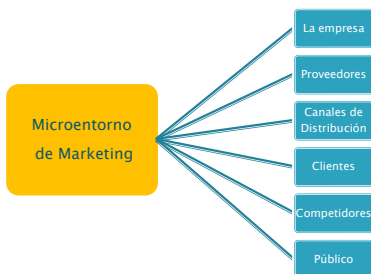 Microentorno
de Marketing
La empresa
Proveedores
Canales de
Distribución
Clientes
Competidores
Público